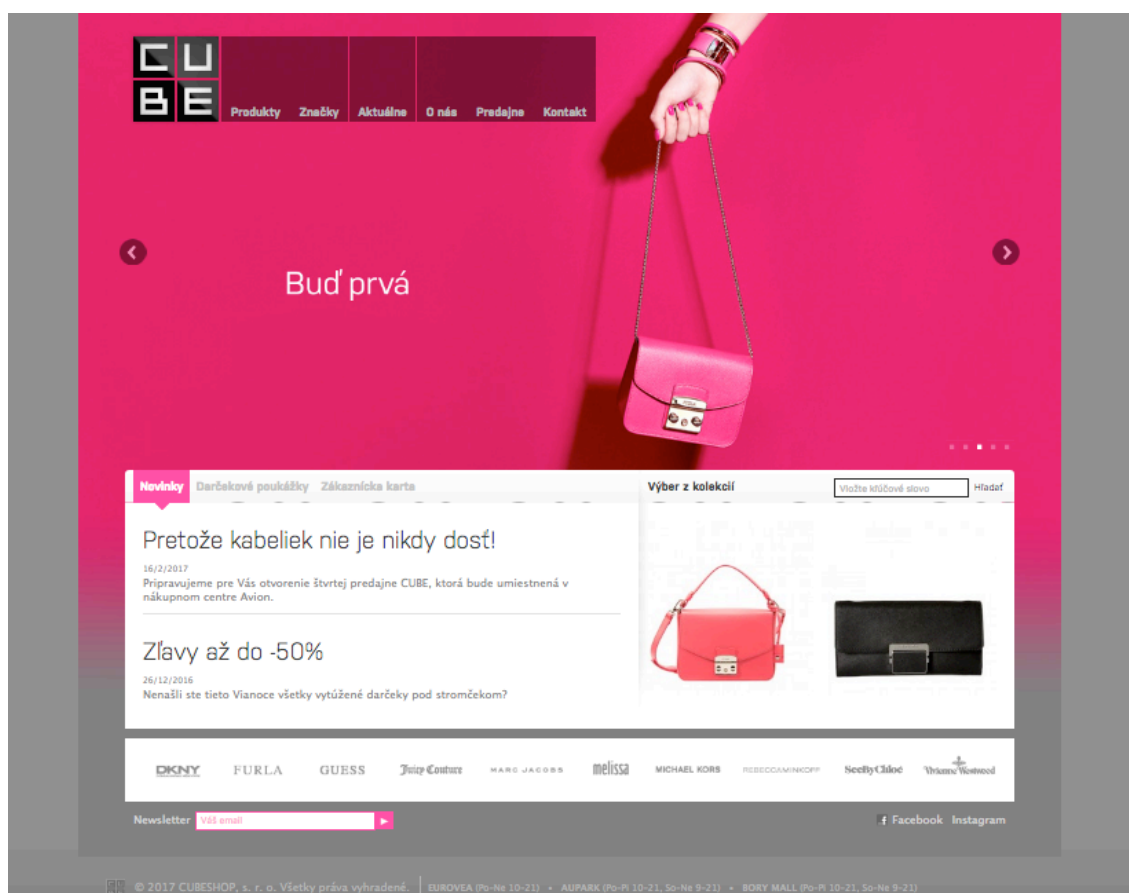 CUBE
Produkty Značky Aktuálne O nás Predajne Kontakt
Buď prvá
Novinky Darčekové poukážky Zákaznícka karta
Výber z kolekcií
Vložte kľúčové slovo Hľadať
Pretože kabeliek nie je nikdy dosť!
16/2/2017
Pripravujeme pre Vás otvorenie štvrtej predajne CUBE, ktorá bude umiestnená v
nákupnom centre Avion.
Zľavy až do -50%
26/12/2016
Nenašli ste tieto Vianoce všetky vytúžené darčeky pod stromčekom?
DKNY FURLA GUESS Juicy Couture MARC JACOBS melissa MICHAEL KORS REBECCAMINKOFF SeeByChloé Vivienne Westwood
Newsletter Váš email
Facebook Instagram
© 2017 CUBESHOP, s. r. o. Všetky práva vyhradené. EUROVEA (Po-Ne 10-21) • AUPARK (Po-Pi 10-21, So-Ne 9-21) • BORY MALL (Po-Pi 10-21, So-Ne 9-21)